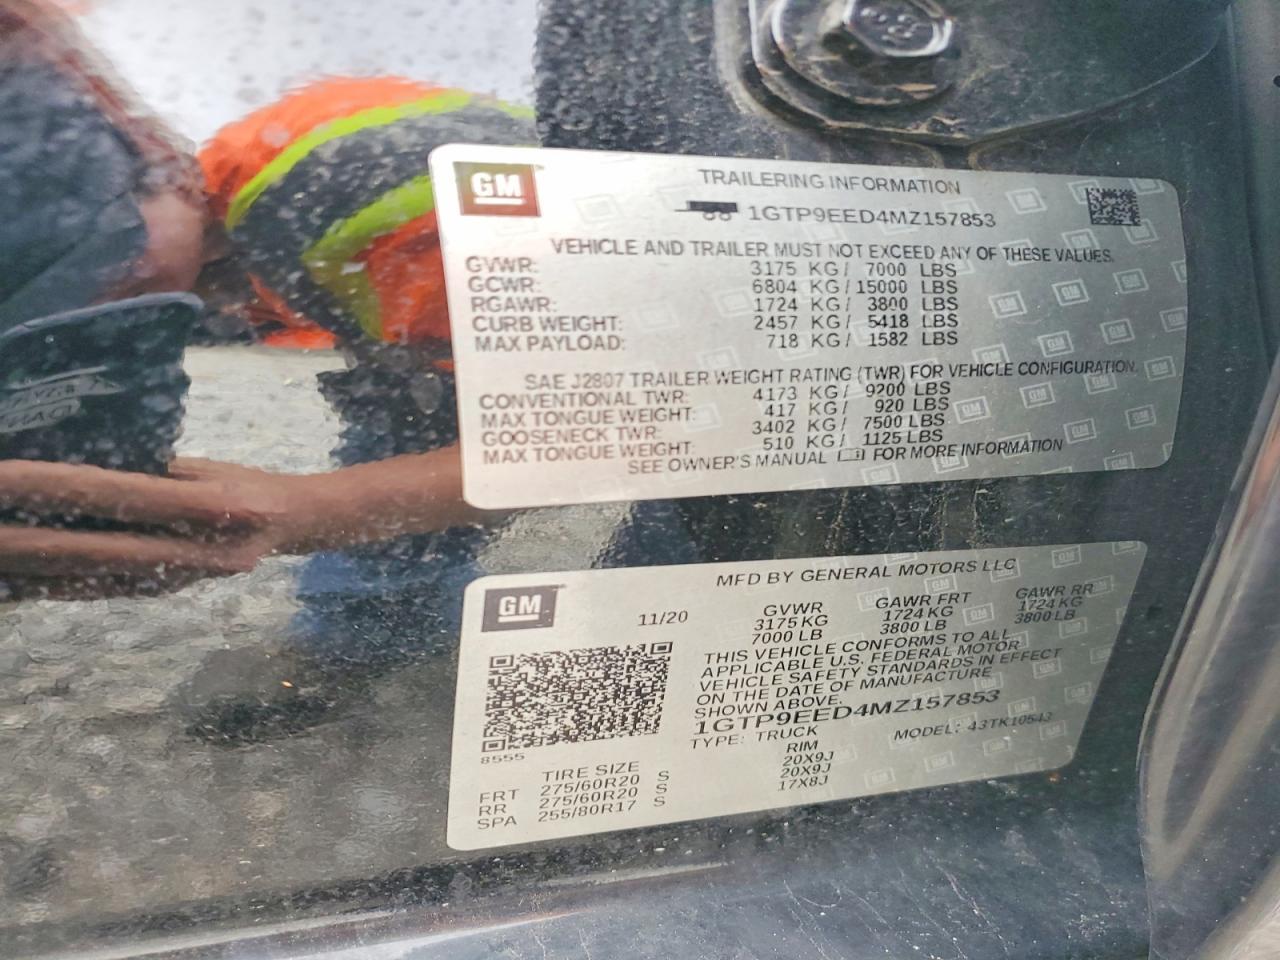 GM
TRAILERING INFORMATION
1GTP9EED4MZ157853
VEHICLE AND TRAILER MUST NOT EXCEED ANY OF THESE VALUES.
GVWR: 3175 KG/ 7000 LBS
GCWR: 6804 KG/ 15000 LBS
RGAWR: 1724 KG/ 3800 LBS
CURB WEIGHT: 2457 KG/ 5418 LBS
MAX PAYLOAD: 718 KG/ 1582 LBS
SAE J2807 TRAILER WEIGHT RATING (TWR) FOR VEHICLE CONFIGURATION.
CONVENTIONAL TWR: 4173 KG/ 9200 LBS
MAX TONGUE WEIGHT: 417 KG/ 920 LBS
GOOSENECK TWR: 3402 KG/ 7500 LBS
MAX TONGUE WEIGHT: 510 KG/ 1125 LBS
SEE OWNER'S MANUAL FOR MORE INFORMATION
GM
MFD BY GENERAL MOTORS LLC
11/20
GVWR GAWR FRT GAWR RR
3175 KG 1724 KG 1724 KG
7000 LB 3800 LB 3800 LB
THIS VEHICLE CONFORMS TO ALL
APPLICABLE U.S. FEDERAL MOTOR
VEHICLE SAFETY STANDARDS IN EFFECT
ON THE DATE OF MANUFACTURE
SHOWN ABOVE.
1GTP9EED4MZ157853
TYPE: TRUCK MODEL: 43TK10543
8555
TIRE SIZE RIM
FRT 275/60R20 S 20X9J
RR 275/60R20 S 20X9J
SPA 255/80R17 S 17X8J